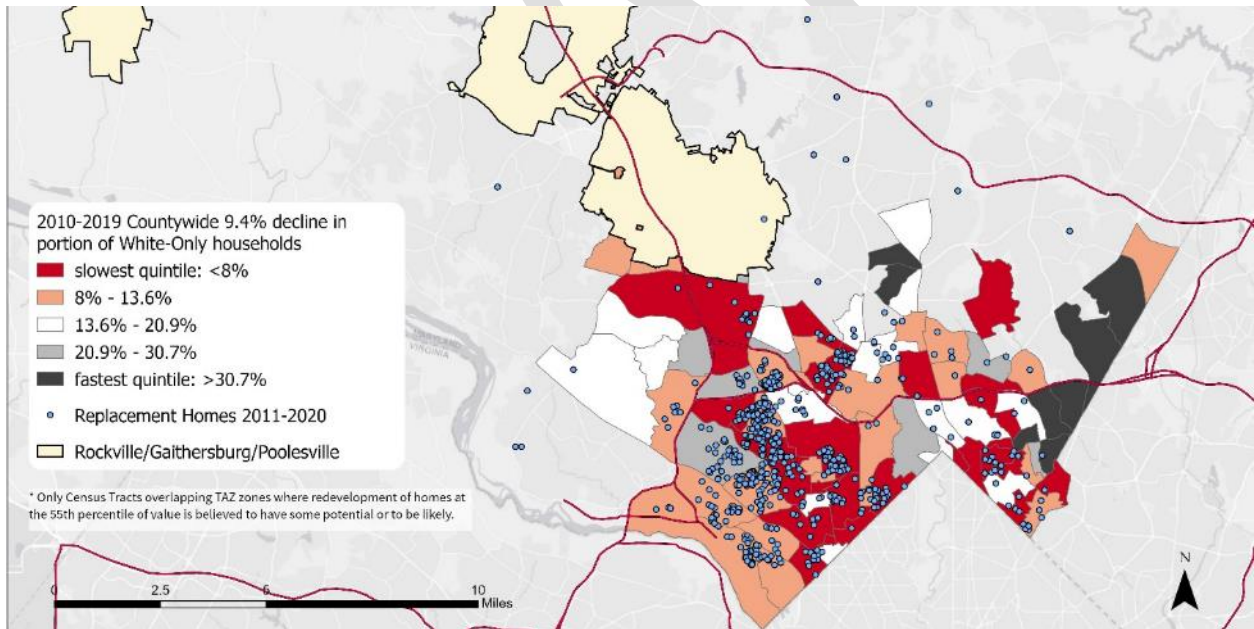 2010-2019 Countywide 9.4% decline in
portion of White-Only households
slowest quintile: <8%
8% - 13.6%
13.6% - 20.9%
20.9% - 30.7%
fastest quintile: >30.7%
Replacement Homes 2011-2020
Rockville/Gaithersburg/Poolesville
* Only Census Tracts overlapping TAZ zones where redevelopment of homes at
the 55th percentile of value is believed to have some potential or to be likely.
MARYLAND
VIRGINIA
N
0 2.5 5 10
Miles